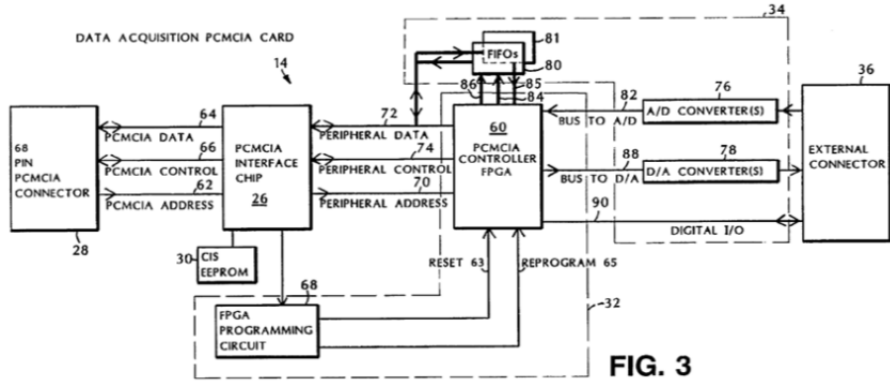 DATA ACQUISITION PCMCIA CARD
14
34
81
FIFOs
80
86
85
84
36
68
PIN
PCMCIA
CONNECTOR
28
64
PCMCIA DATA
66
PCMCIA CONTROL
62
PCMCIA ADDRESS
PCMCIA
INTERFACE
CHIP
26
72
PERIPHERAL DATA
74
PERIPHERAL CONTROL
70
PERIPHERAL ADDRESS
60
PCMCIA
CONTROLLER
FPGA
82
BUS TO A/D
76
A/D CONVERTER(S)
88
BUS TO D/A
78
D/A CONVERTER(S)
90
DIGITAL I/O
EXTERNAL
CONNECTOR
30
CIS
EEPROM
RESET 63
REPROGRAM 65
68
FPGA
PROGRAMMING
CIRCUIT
32
FIG. 3